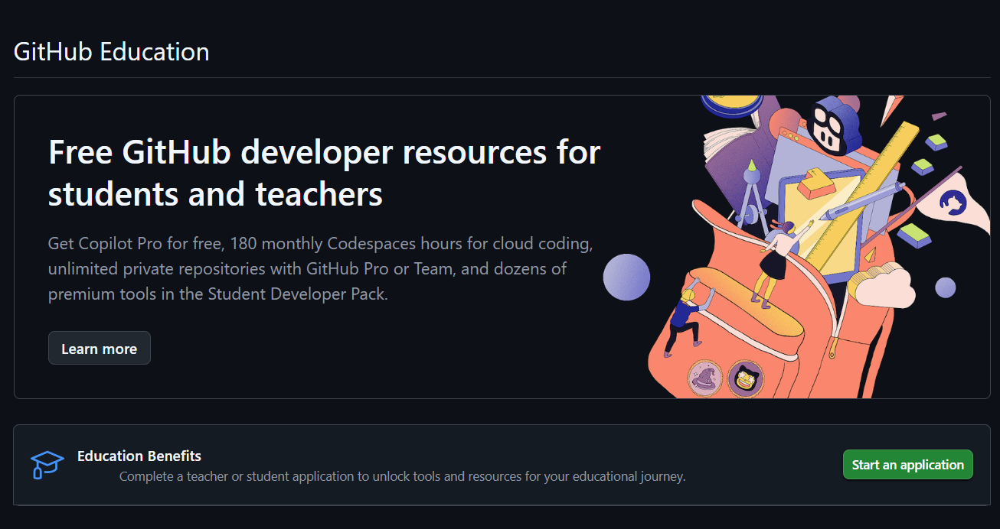 GitHub Education
Free GitHub developer resources for
students and teachers
Get Copilot Pro for free, 180 monthly Codespaces hours for cloud coding,
unlimited private repositories with GitHub Pro or Team, and dozens of
premium tools in the Student Developer Pack.
Learn more
Education Benefits
Complete a teacher or student application to unlock tools and resources for your educational journey.
Start an application